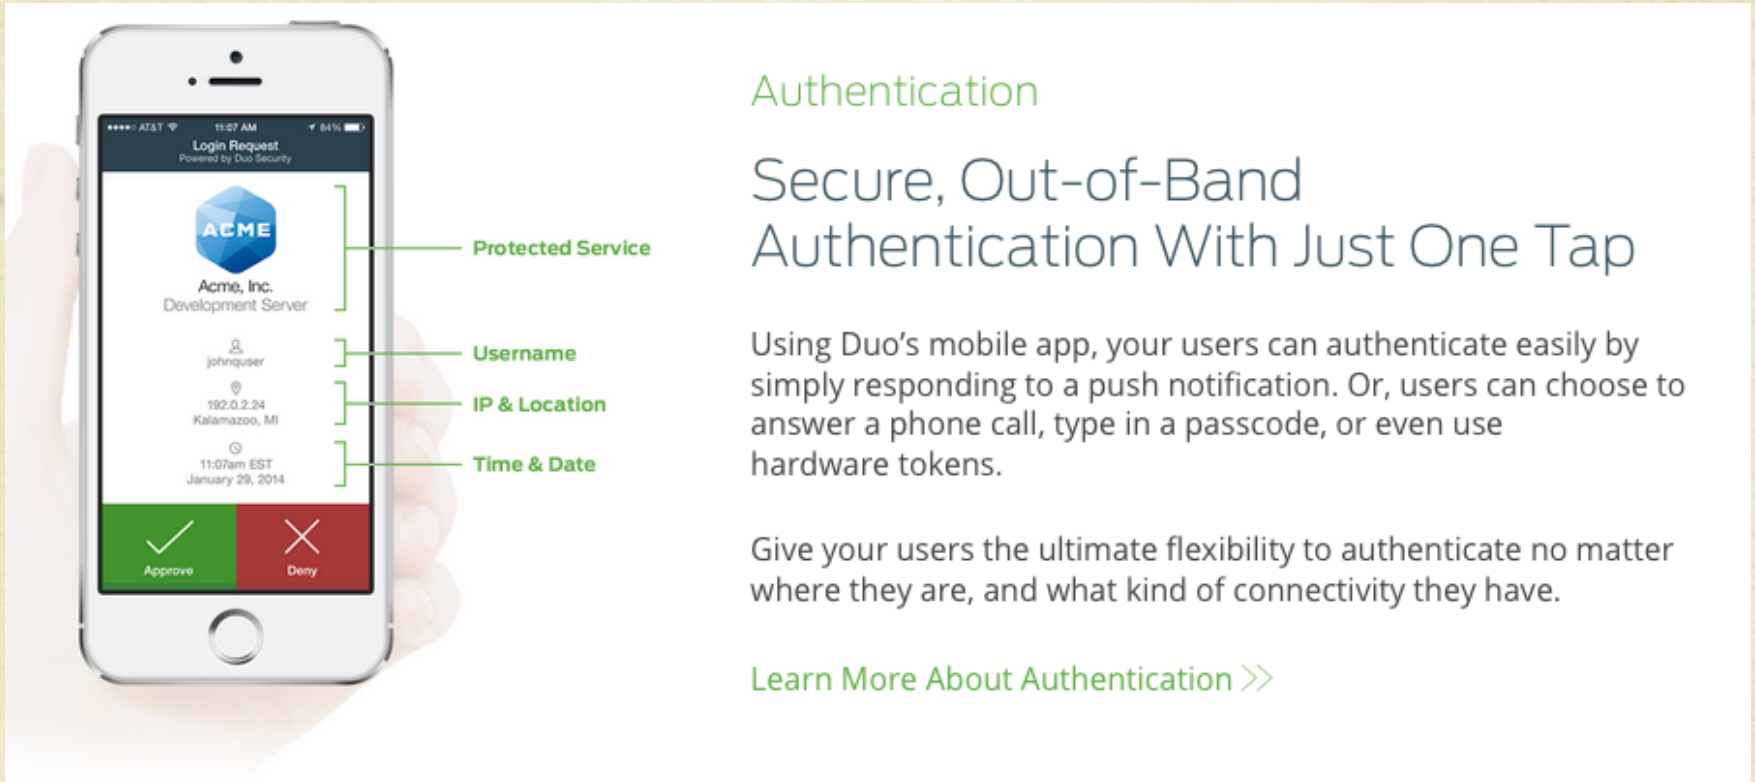 AT&T 11:07 AM 84%
Login Request
Powered by Duo Security
ACME
Acme, Inc.
Development Server
johnquser
192.0.2.24
Kalamazoo, MI
11:07am EST
January 29, 2014
Approve
Deny
Protected Service
Username
IP & Location
Time & Date
Authentication
Secure, Out-of-Band
Authentication With Just One Tap
Using Duo’s mobile app, your users can authenticate easily by
simply responding to a push notification. Or, users can choose to
answer a phone call, type in a passcode, or even use
hardware tokens.
Give your users the ultimate flexibility to authenticate no matter
where they are, and what kind of connectivity they have.
Learn More About Authentication >>